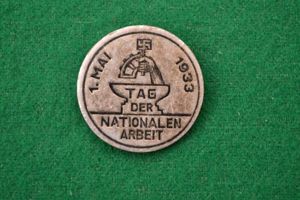 1. MAI 1933
TAG
DER
NATIONALEN
ARBEIT